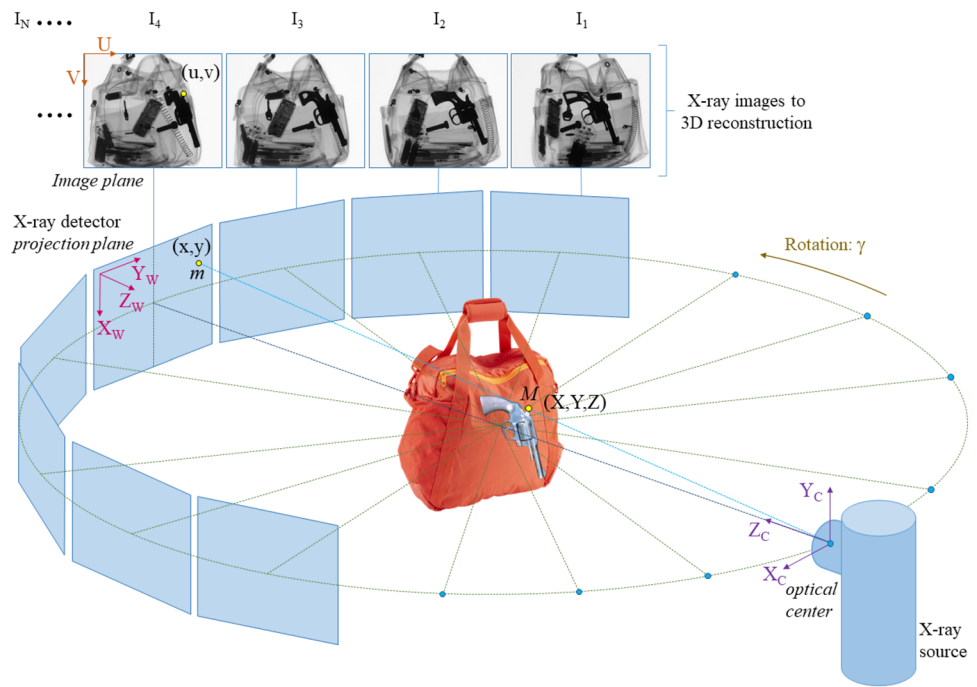 I_N ····
I_4
I_3
I_2
I_1
U
V
(u,v)
····
X-ray images to
3D reconstruction
Image plane
X-ray detector
projection plane
(x,y)
m
Y_W
Z_W
X_W
Rotation: γ
M (X,Y,Z)
Y_C
Z_C
X_C
optical
center
X-ray
source